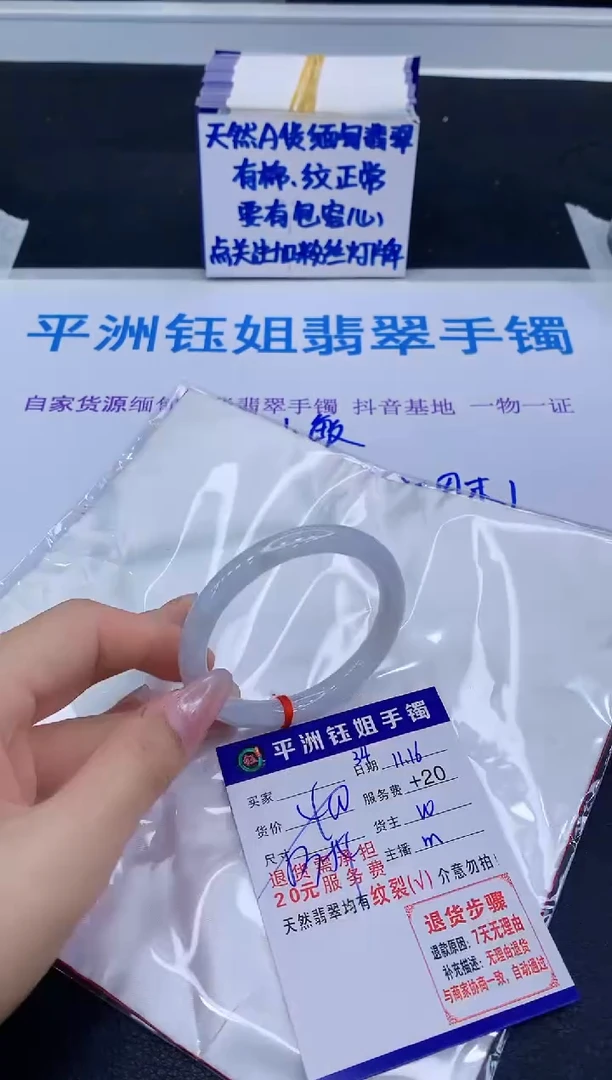 天然A货缅甸翡翠
有棉、纹正常
要有包容心
点关注加粉丝灯牌
平洲钰姐翡翠手镯
自家货源缅甸 翡翠手镯 抖音基地 一物一证
平洲钰姐手镯
34
买家 日期 11.16
货价 服务费 +20
尺寸 货主
主播 m
退货需承担
20元服务费
天然翡翠均有纹裂(√)介意勿拍!
退货步骤
退款原因:7天无理由
补充描述:无理由退货
与商家协商一致,自动通过